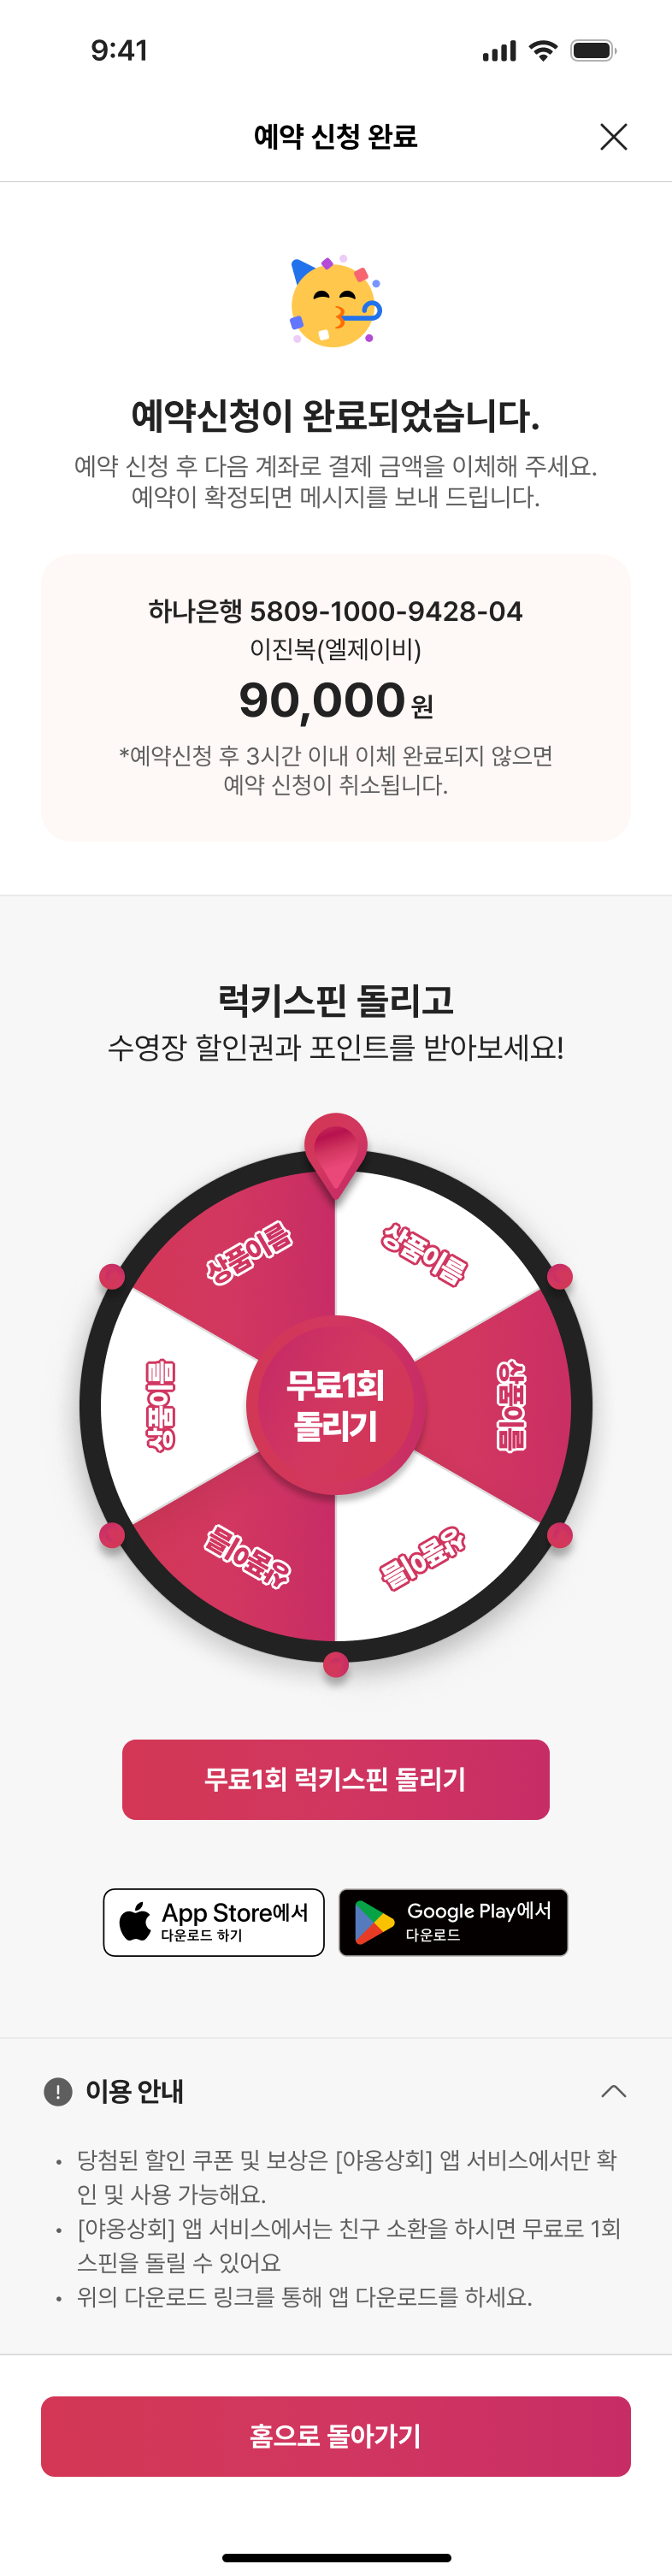 9:41
예약 신청 완료
예약신청이 완료되었습니다.
예약 신청 후 다음 계좌로 결제 금액을 이체해 주세요.
예약이 확정되면 메시지를 보내 드립니다.
하나은행 5809-1000-9428-04
이진복(엘제이비)
90,000 원
*예약신청 후 3시간 이내 이체 완료되지 않으면
예약 신청이 취소됩니다.
럭키스핀 돌리고
수영장 할인권과 포인트를 받아보세요!
상품이름
상품이름
상품이름
상품이름
상품이름
상품이름
무료1회
돌리기
무료1회 럭키스핀 돌리기
App Store에서
다운로드 하기
Google Play에서
다운로드
이용 안내
• 당첨된 할인 쿠폰 및 보상은 [야옹상회] 앱 서비스에서만 확
인 및 사용 가능해요.
• [야옹상회] 앱 서비스에서는 친구 소환을 하시면 무료로 1회
스핀을 돌릴 수 있어요
• 위의 다운로드 링크를 통해 앱 다운로드를 하세요.
홈으로 돌아가기